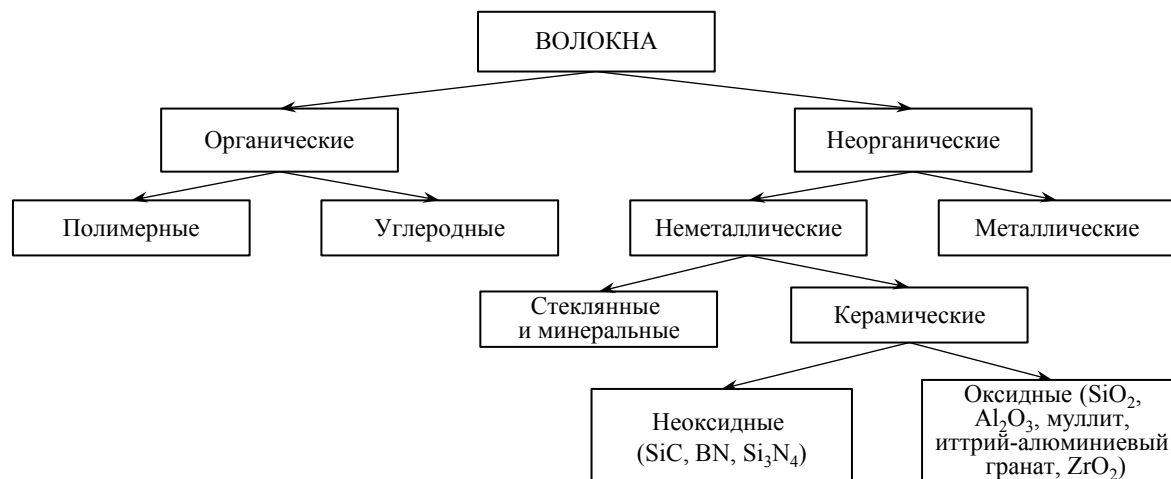 ВОЛОКНА
Органические
Неорганические
Полимерные
Углеродные
Неметаллические
Металлические
Стеклянные
и минеральные
Керамические
Неоксидные
(SiC, BN, Si₃N₄)
Оксидные (SiO₂,
Al₂O₃, муллит,
иттрий-алюминиевый
гранат, ZrO₂)